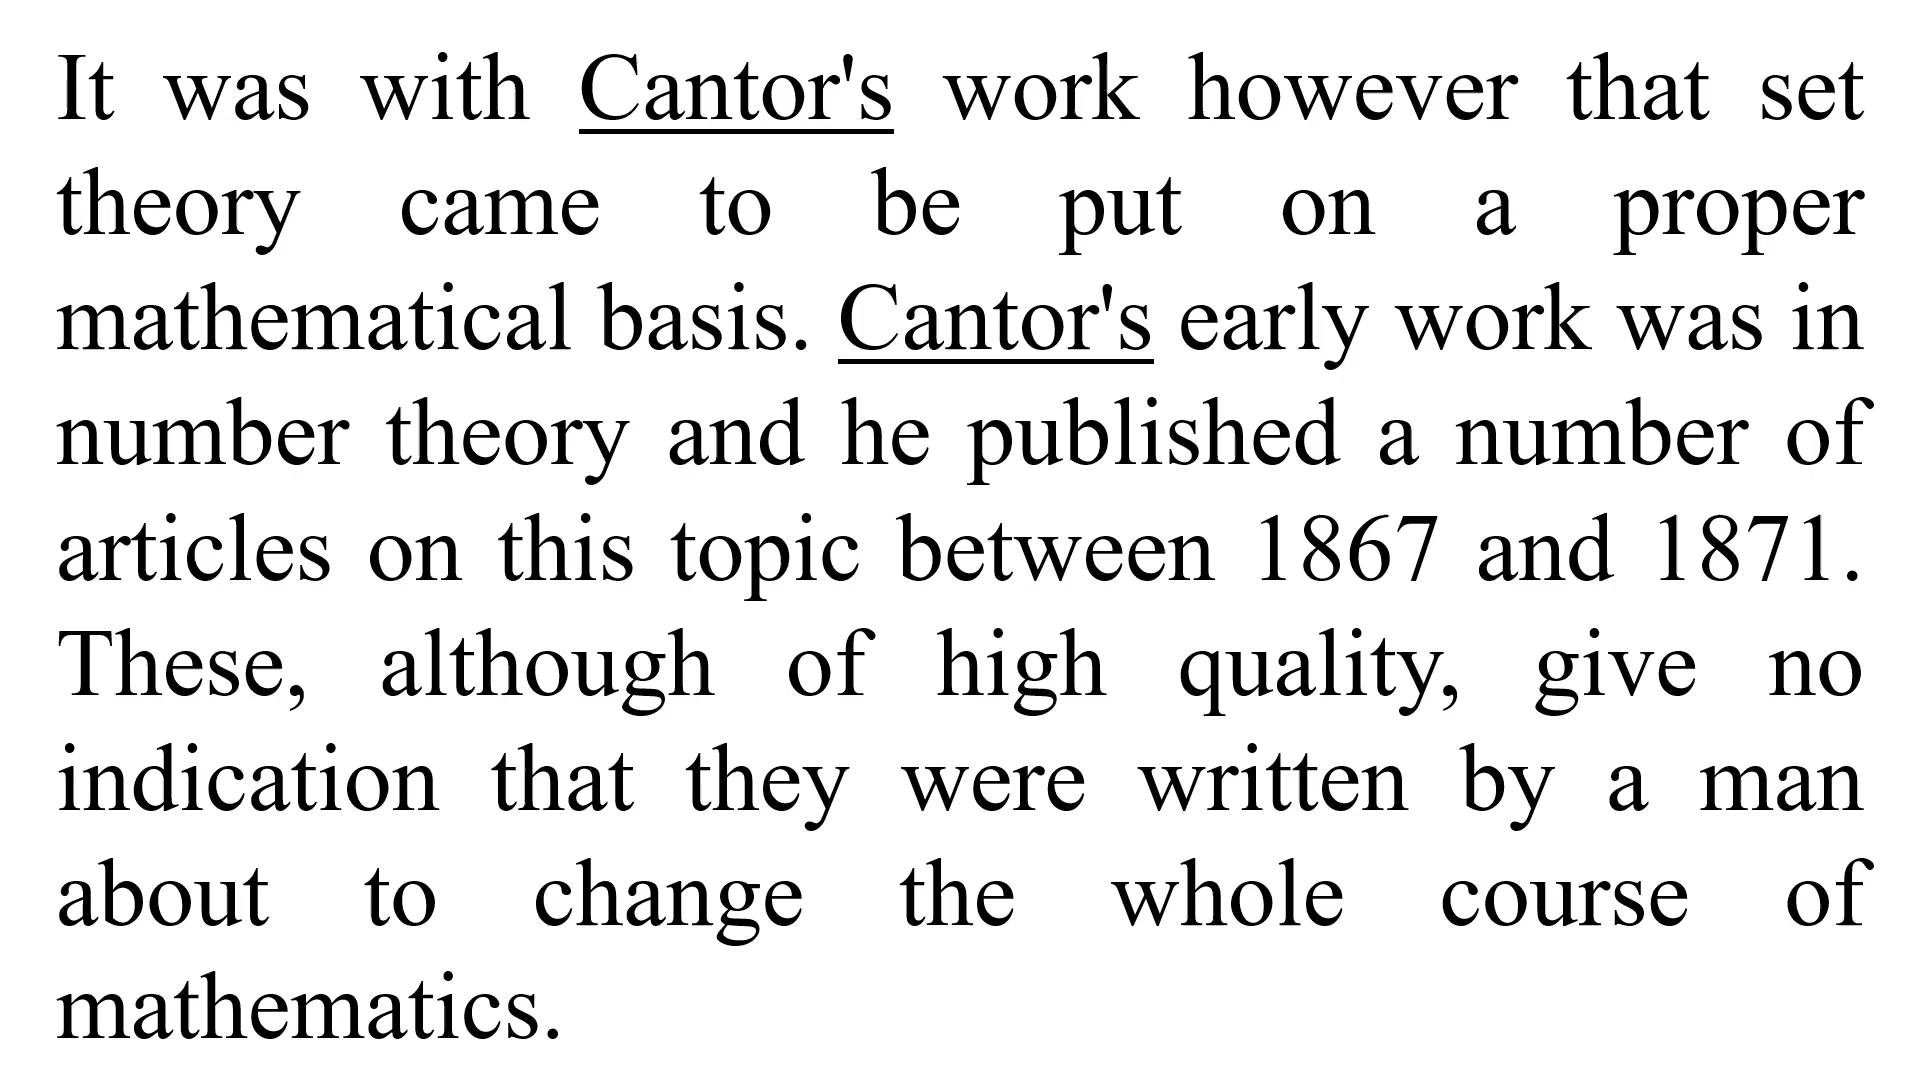 It was with Cantor's work however that set
theory came to be put on a proper
mathematical basis. Cantor's early work was in
number theory and he published a number of
articles on this topic between 1867 and 1871.
These, although of high quality, give no
indication that they were written by a man
about to change the whole course of
mathematics.